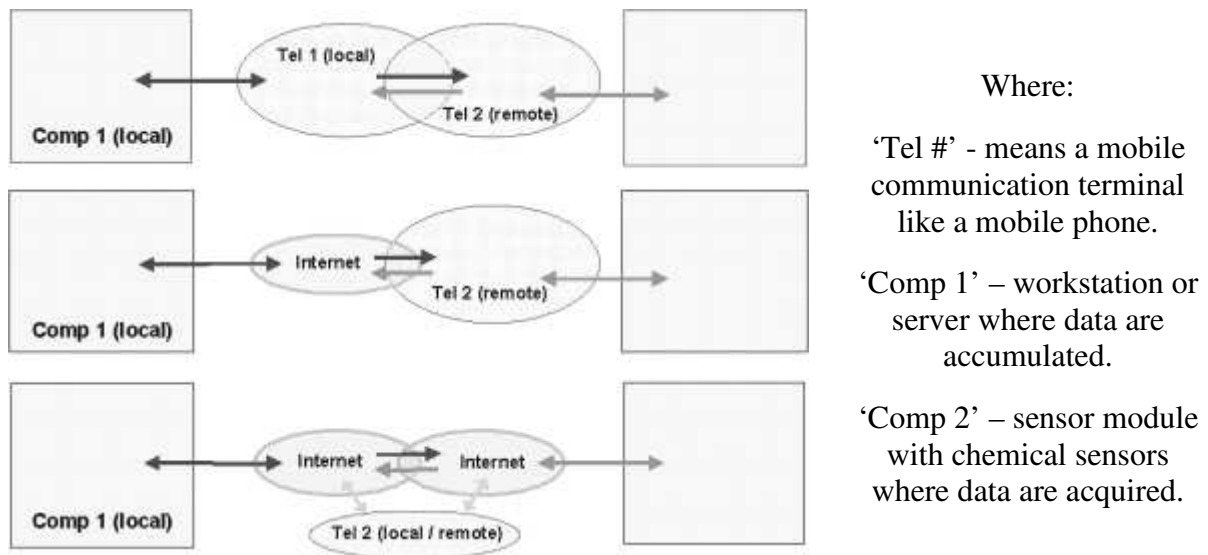 Tel 1 (local)
Tel 2 (remote)
Comp 1 (local)
Internet
Tel 2 (remote)
Comp 1 (local)
Internet
Internet
Comp 1 (local)
Tel 2 (local / remote)
Where:
‘Tel #’ - means a mobile
communication terminal
like a mobile phone.
‘Comp 1’ – workstation or
server where data are
accumulated.
‘Comp 2’ – sensor module
with chemical sensors
where data are acquired.